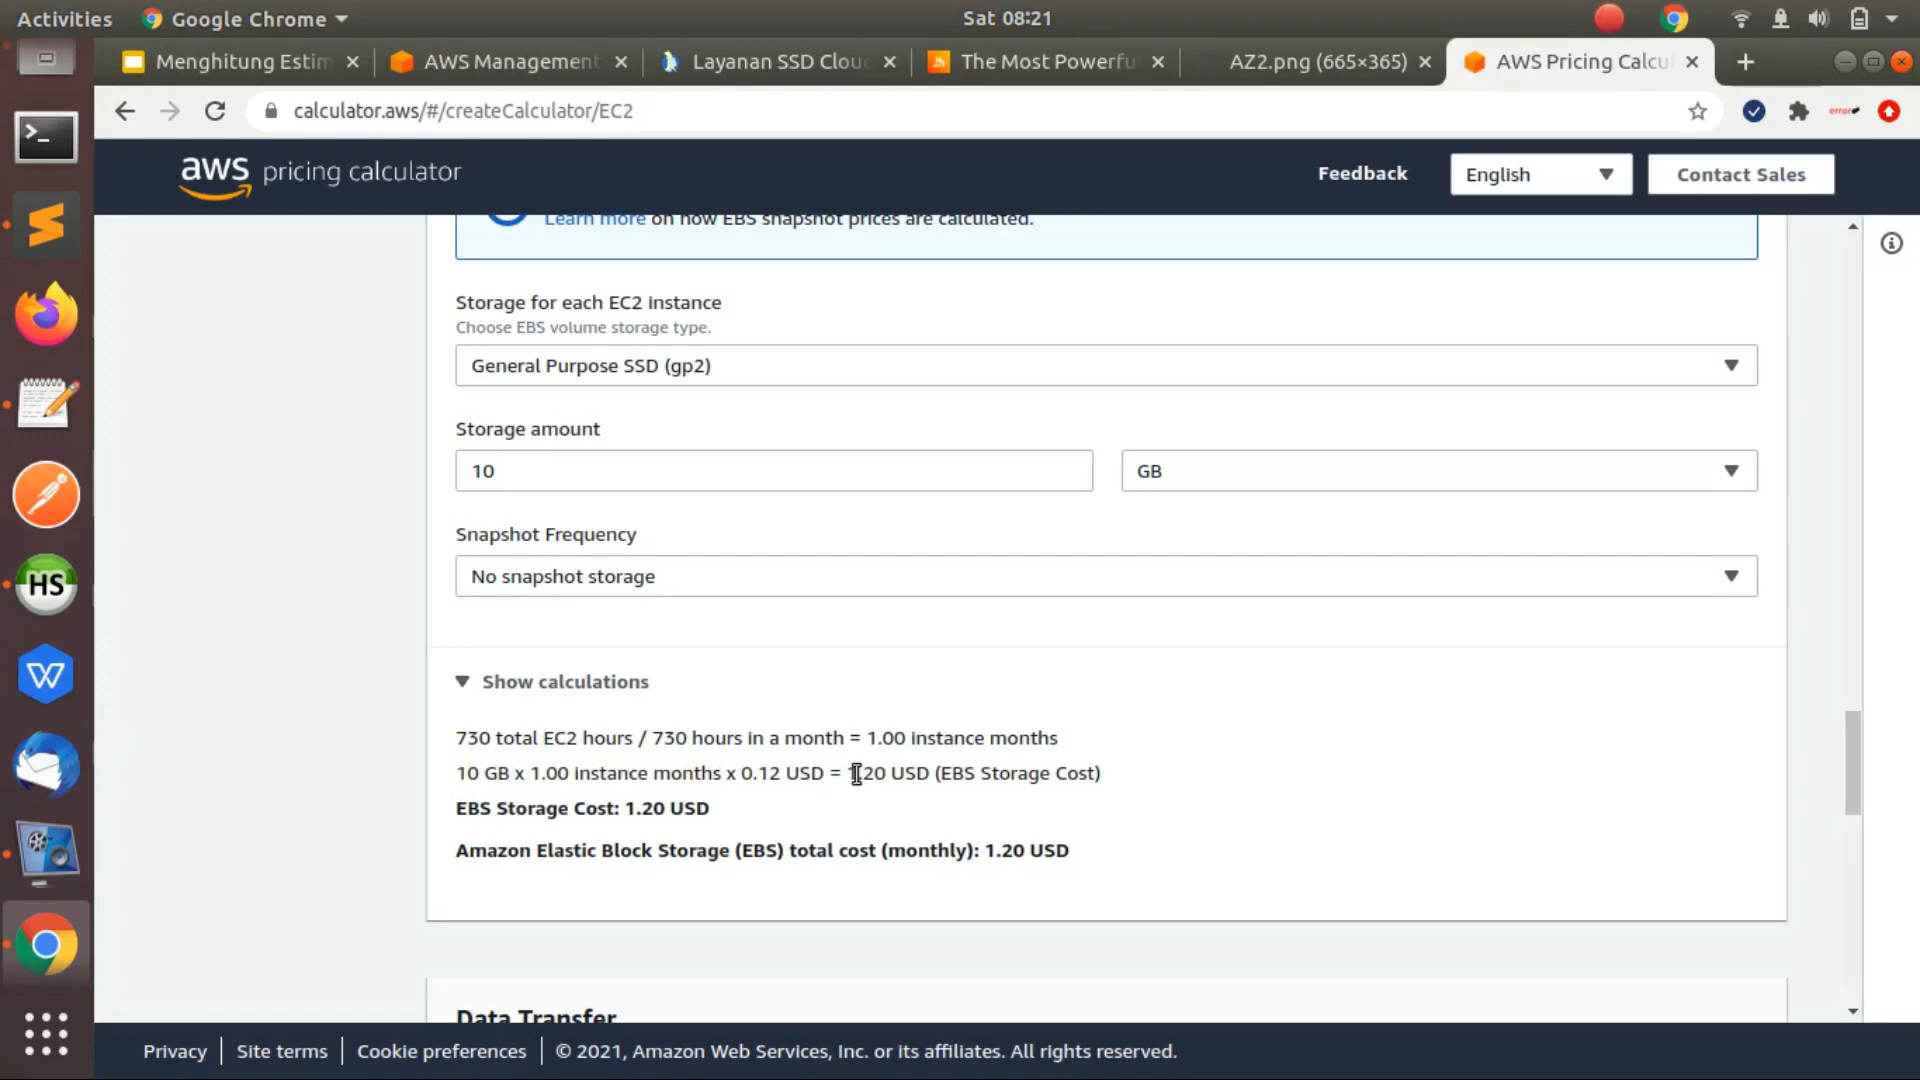 Activities
Google Chrome
Sat 08:21
Menghitung Estim
AWS Management
Layanan SSD Clou
The Most Powerfu
AZ2.png (665×365)
AWS Pricing Calcu
calculator.aws/#/createCalculator/EC2
error
aws pricing calculator
Feedback
English
Contact Sales
Learn more on how EBS snapshot prices are calculated.
Storage for each EC2 instance
Choose EBS volume storage type.
General Purpose SSD (gp2)
Storage amount
10
GB
Snapshot Frequency
No snapshot storage
Show calculations
730 total EC2 hours / 730 hours in a month = 1.00 instance months
10 GB x 1.00 instance months x 0.12 USD = 1.20 USD (EBS Storage Cost)
EBS Storage Cost: 1.20 USD
Amazon Elastic Block Storage (EBS) total cost (monthly): 1.20 USD
Data Transfer
HS
W
Privacy
Site terms
Cookie preferences
© 2021, Amazon Web Services, Inc. or its affiliates. All rights reserved.